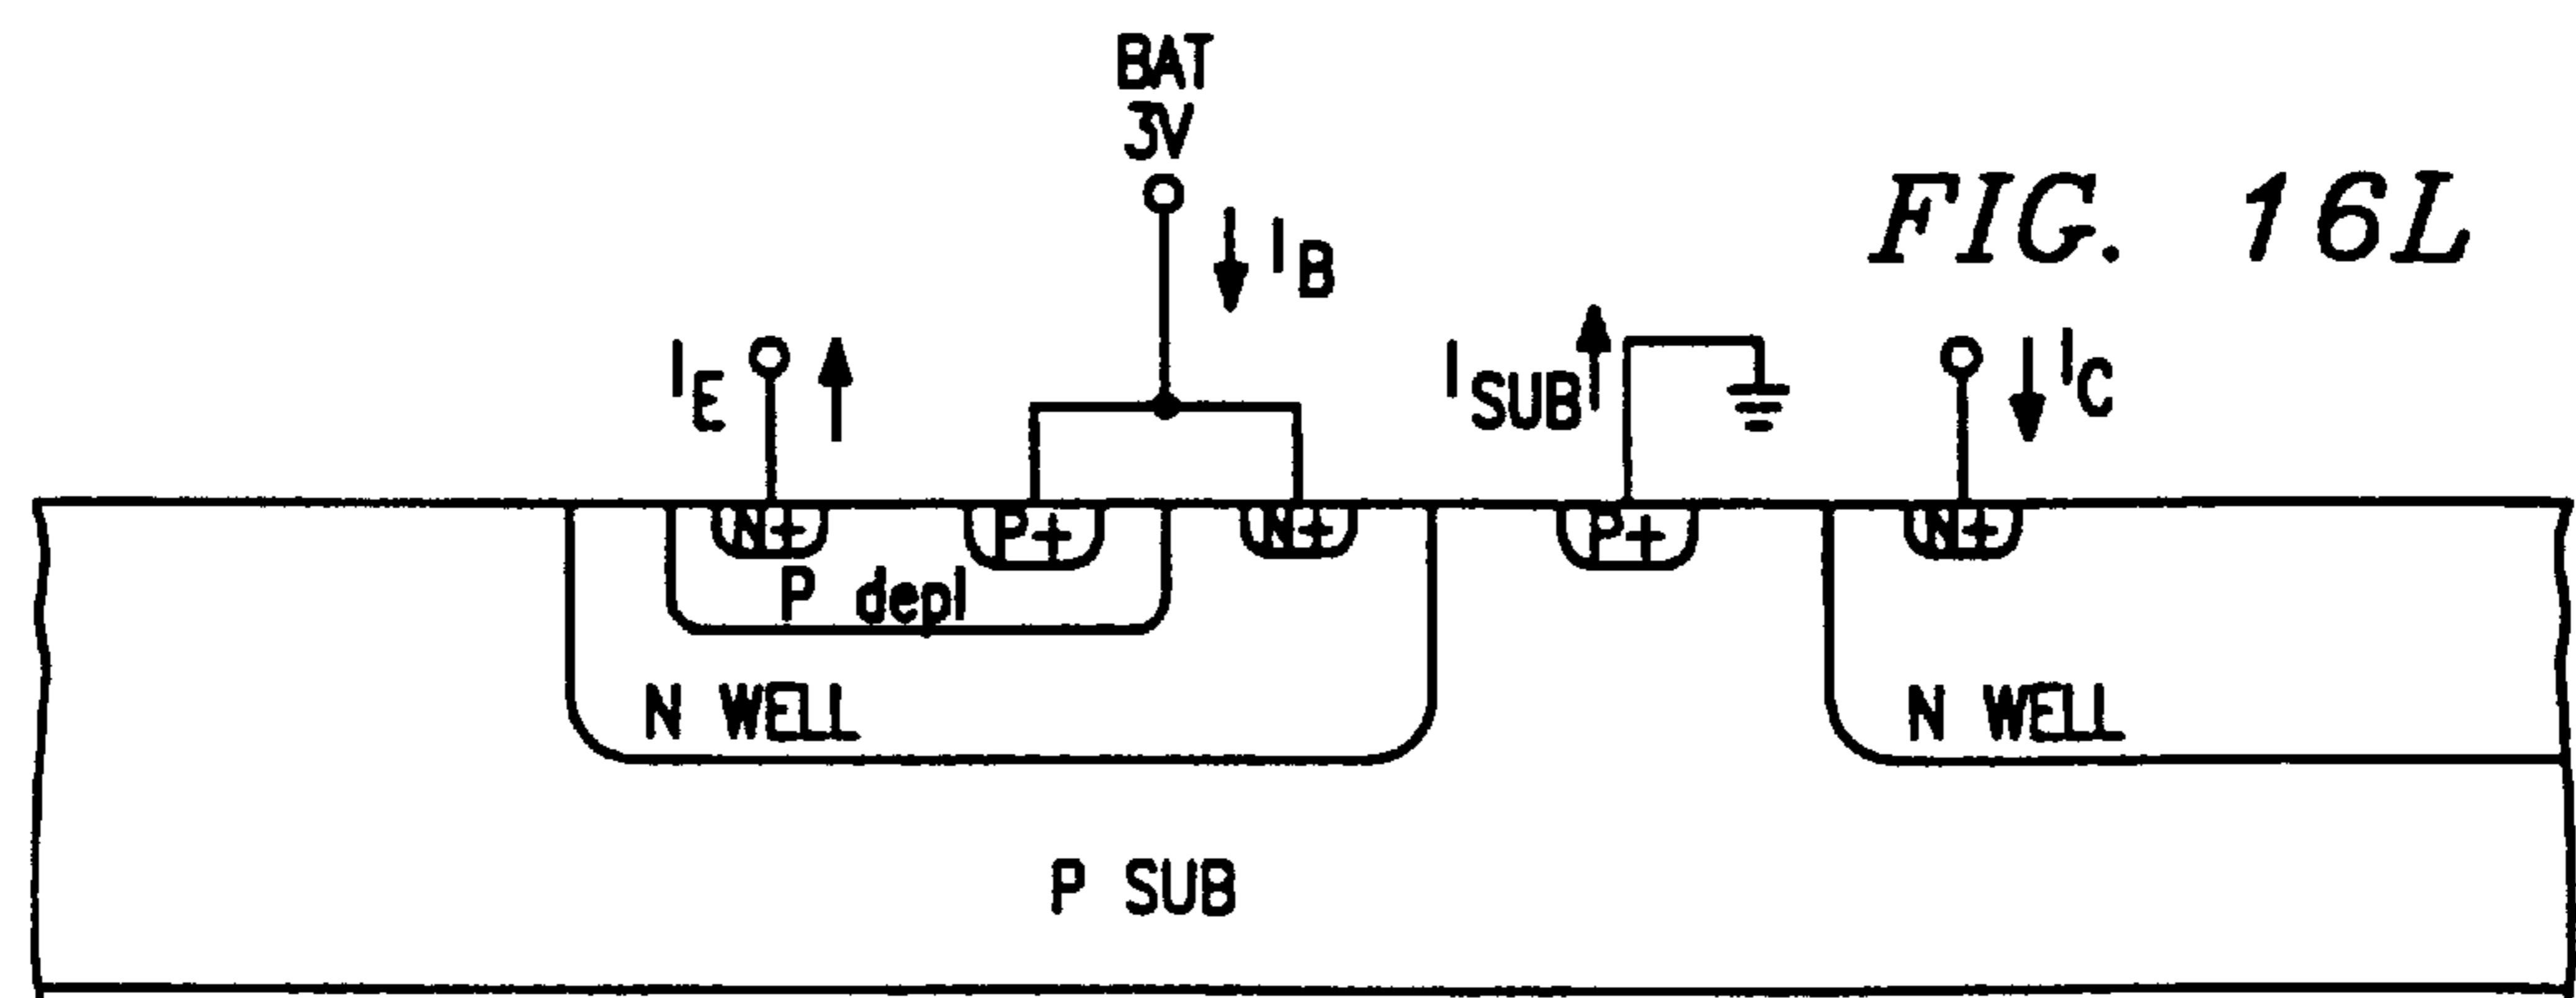 BAT
3V
FIG. 16L
I_B
I_E
I_SUB
I_C
N+
P+
N+
P+
N+
P depl
N WELL
N WELL
P SUB